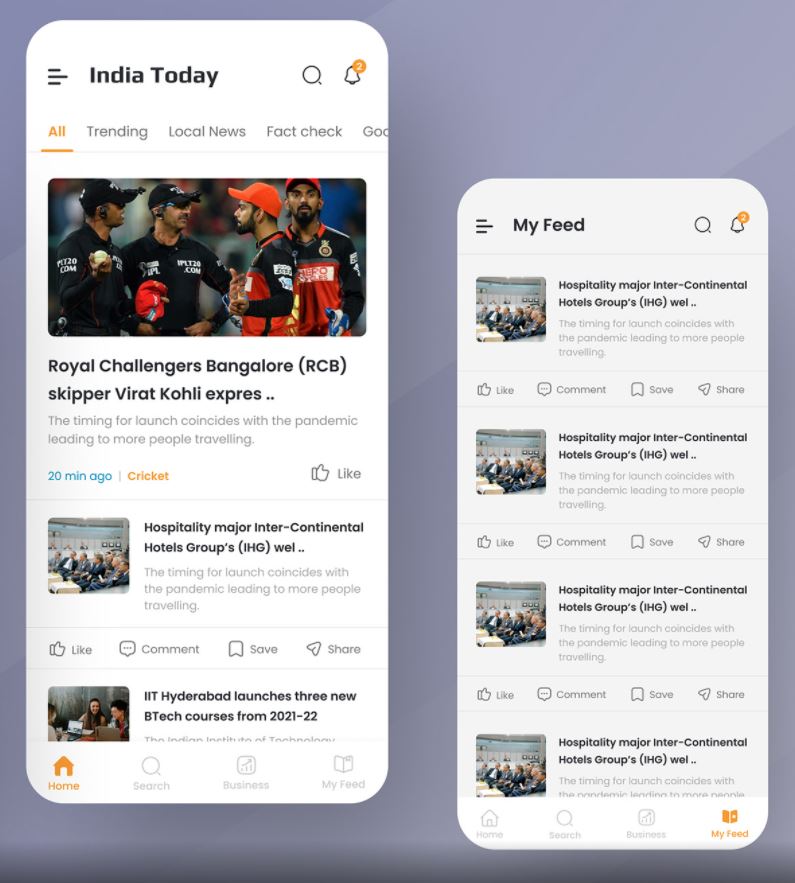 India Today
2
All Trending Local News Fact check Goo
IPLT20
.COM
IPL
IPLT20
.COM
HERO
CYCLES
Royal Challengers Bangalore (RCB)
skipper Virat Kohli expres ..
The timing for launch coincides with the pandemic
leading to more people travelling.
20 min ago | Cricket
Like
Hospitality major Inter-Continental
Hotels Group's (IHG) wel ..
The timing for launch coincides with
the pandemic leading to more people
travelling.
Like Comment Save Share
IIT Hyderabad launches three new
BTech courses from 2021-22
The Indian Institute of Technology
Home Search Business My Feed
My Feed
2
Hospitality major Inter-Continental
Hotels Group's (IHG) wel ..
The timing for launch coincides with
the pandemic leading to more people
travelling.
Like Comment Save Share
Hospitality major Inter-Continental
Hotels Group's (IHG) wel ..
The timing for launch coincides with
the pandemic leading to more people
travelling.
Like Comment Save Share
Hospitality major Inter-Continental
Hotels Group's (IHG) wel ..
The timing for launch coincides with
the pandemic leading to more people
travelling.
Like Comment Save Share
Hospitality major Inter-Continental
Hotels Group's (IHG) wel ..
The timing for launch coincides with
the pandemic leading to more people
Home Search Business My Feed